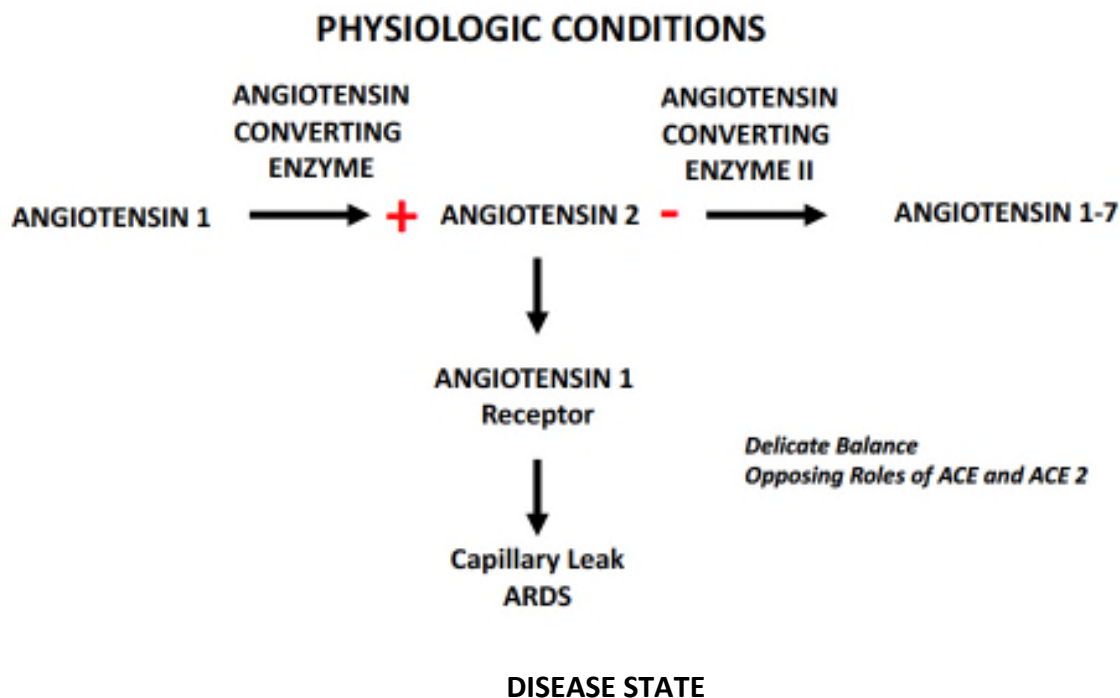 PHYSIOLOGIC CONDITIONS
ANGIOTENSIN
CONVERTING
ENZYME
ANGIOTENSIN
CONVERTING
ENZYME II
ANGIOTENSIN 1 + ANGIOTENSIN 2 - ANGIOTENSIN 1-7
ANGIOTENSIN 1
Receptor
Delicate Balance
Opposing Roles of ACE and ACE 2
Capillary Leak
ARDS
DISEASE STATE